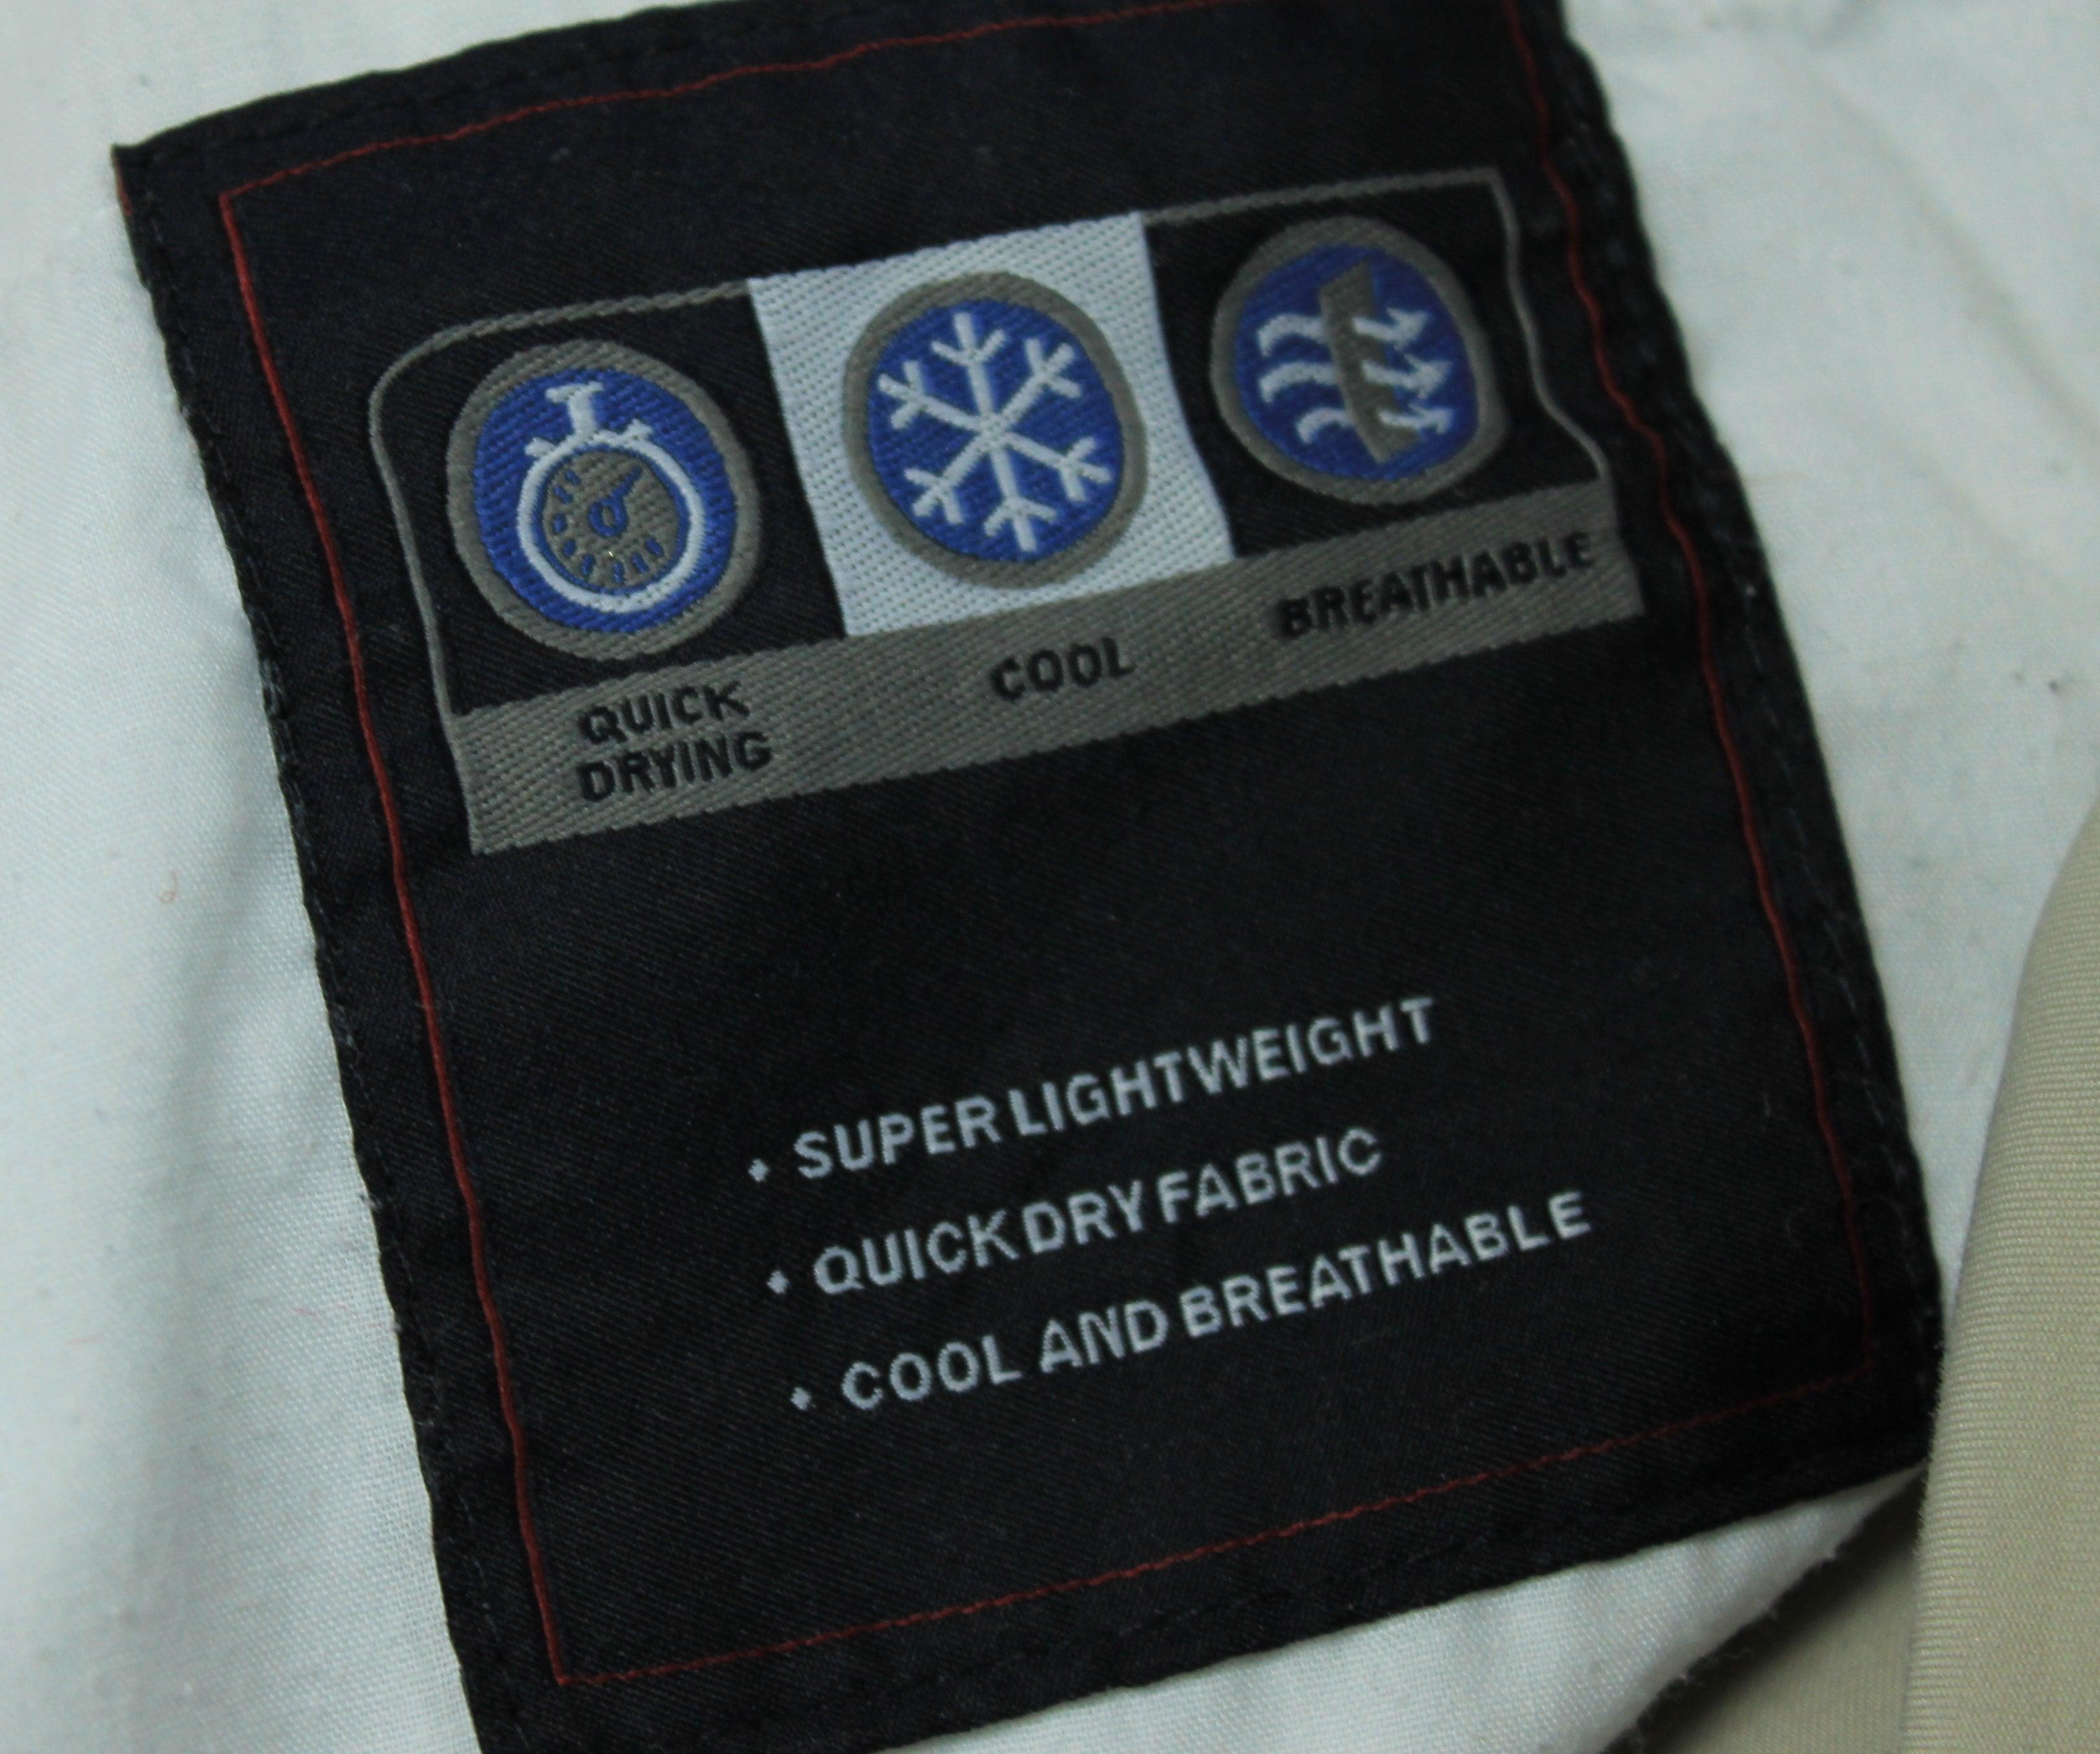 QUICK
DRYING
COOL
BREATHABLE
• SUPER LIGHTWEIGHT
• QUICK DRY FABRIC
• COOL AND BREATHABLE